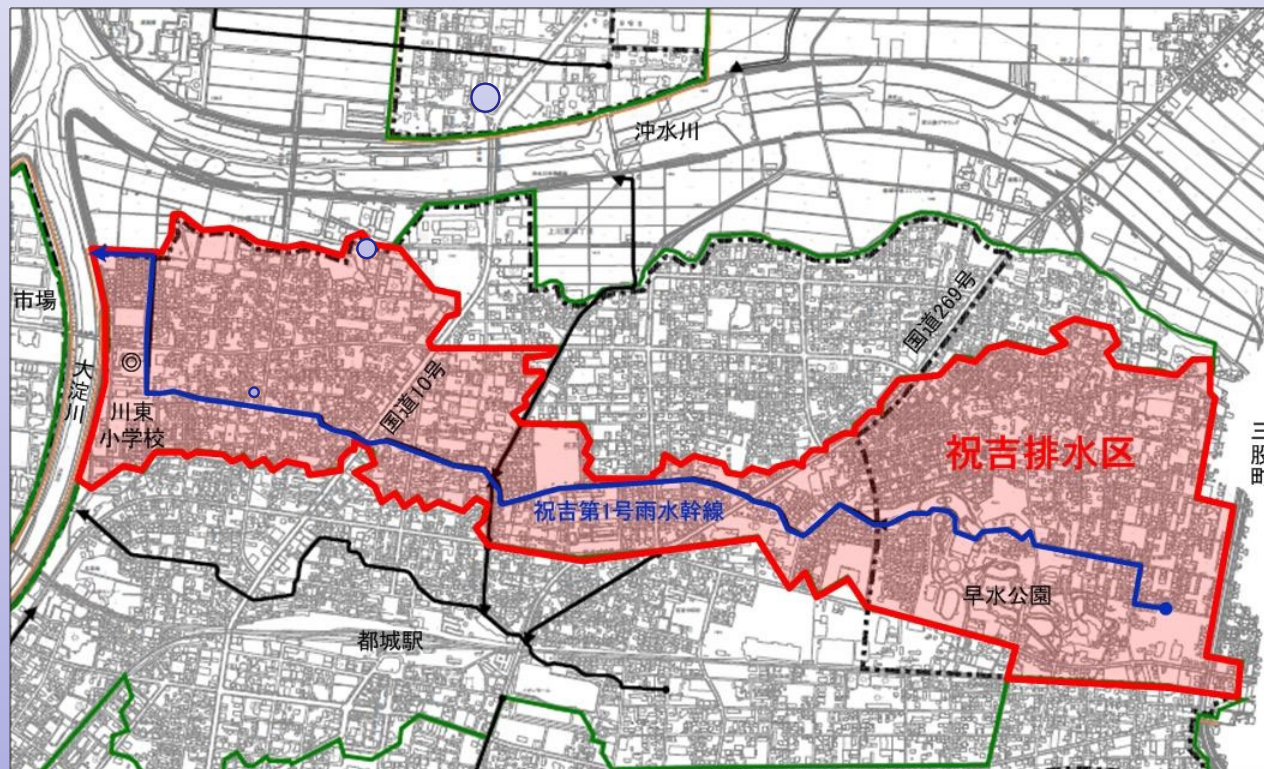 沖水川
国道269号
市場
国道10号
大淀川
川東
小学校
祝吉排水区
三股町
祝吉第1号雨水幹線
早水公園
都城駅